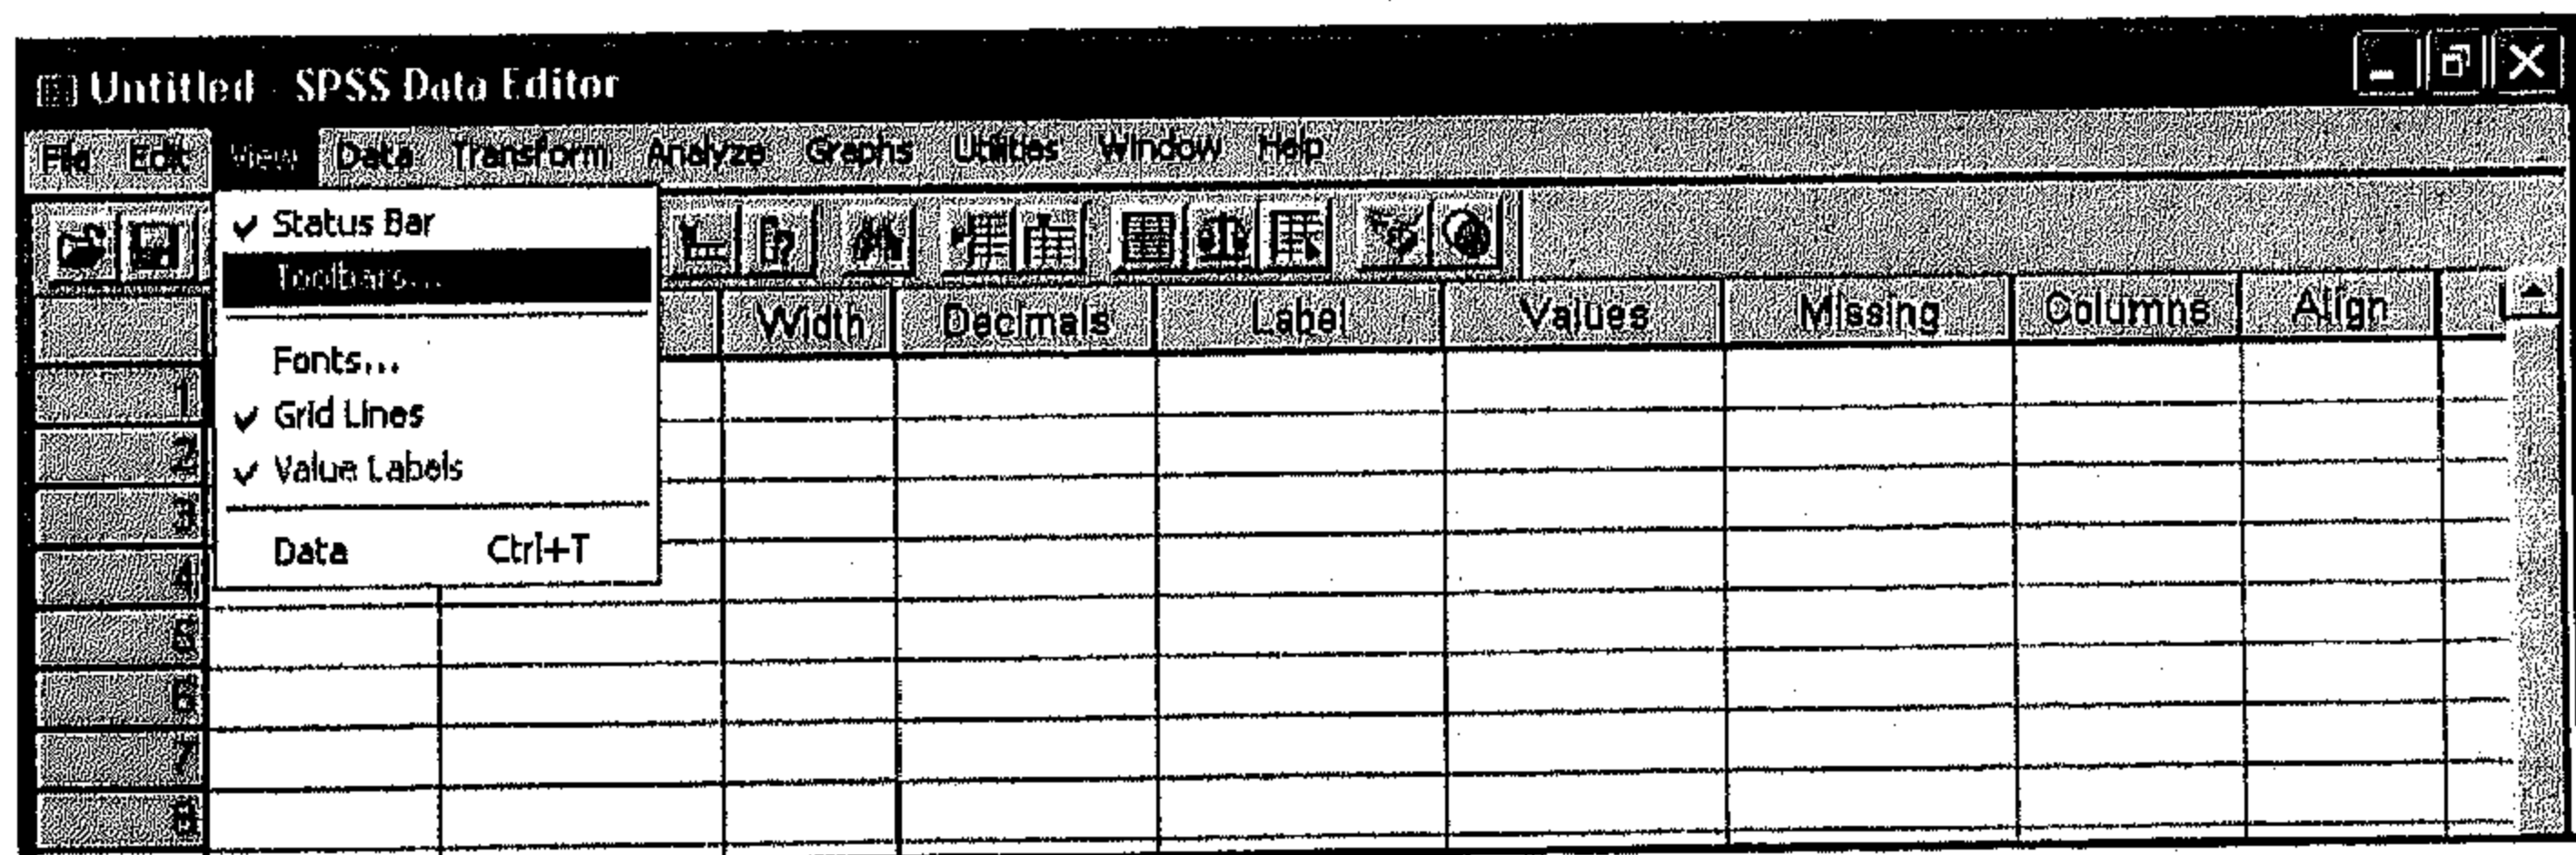 Untitled - SPSS Data Editor
File Edit View Data Transform Analyze Graphs Utilities Window Help
Status Bar
Toolbars...
Width Decimals Label Values Missing Columns Align
Fonts...
1
Grid Lines
2
Value Labels
3
Data Ctrl+T
4
5
6
7
8